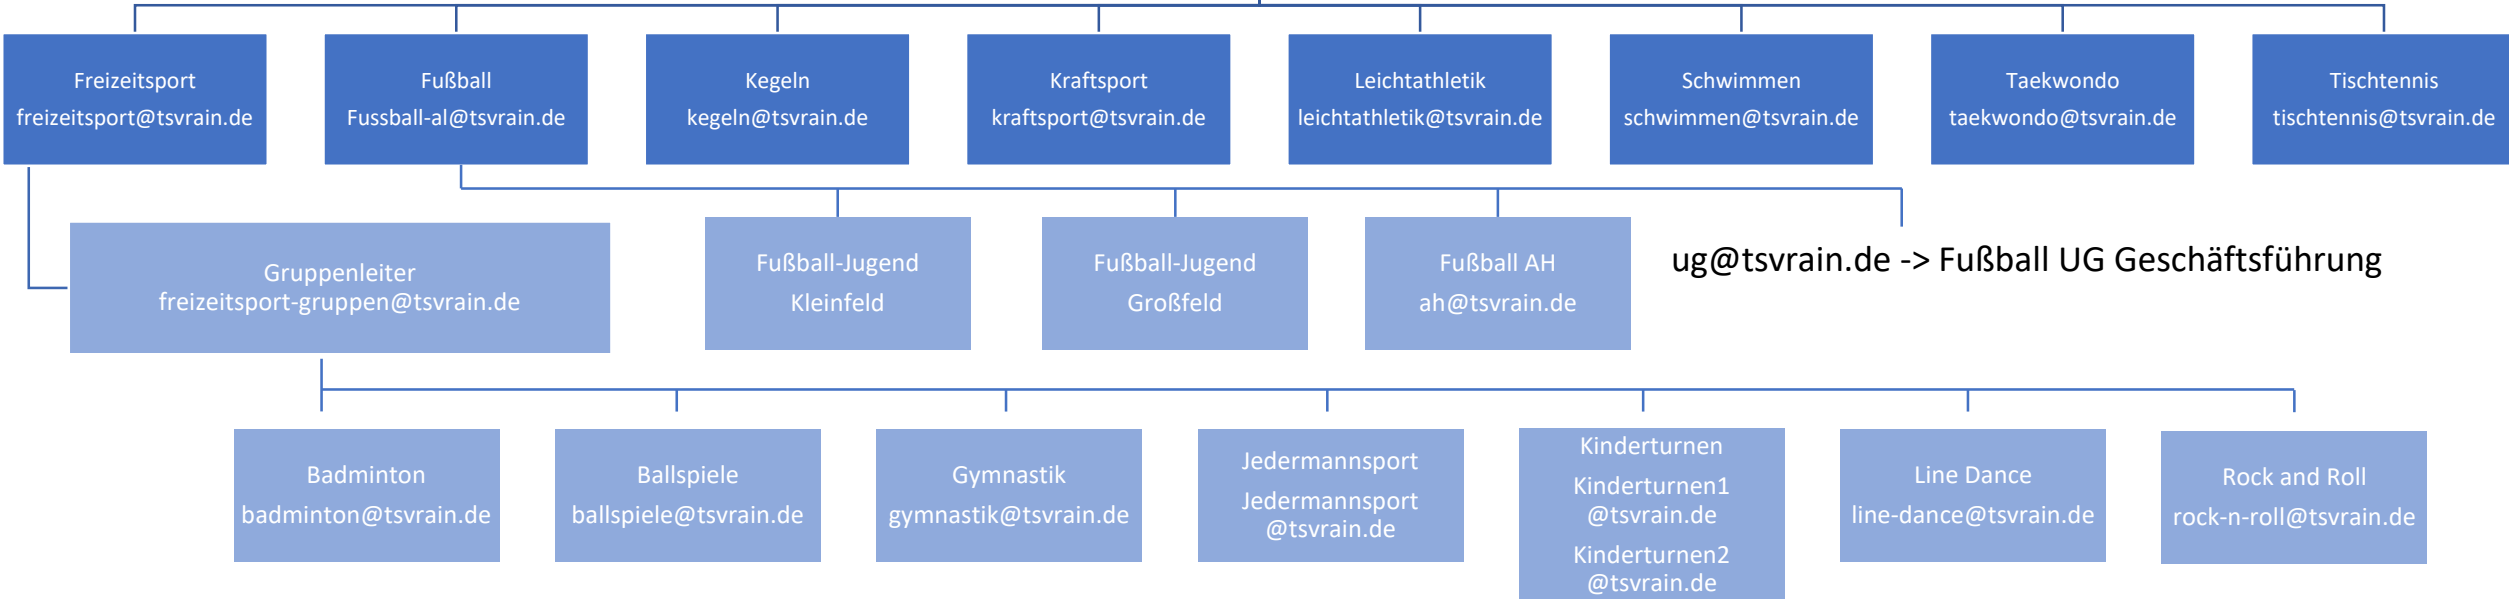 Freizeitsport
freizeitsport@tsvrain.de
Fußball
Fussball-al@tsvrain.de
Kegeln
kegeln@tsvrain.de
Kraftsport
kraftsport@tsvrain.de
Leichtathletik
leichtathletik@tsvrain.de
Schwimmen
schwimmen@tsvrain.de
Taekwondo
taekwondo@tsvrain.de
Tischtennis
tischtennis@tsvrain.de
Gruppenleiter
freizeitsport-gruppen@tsvrain.de
Fußball-Jugend
Kleinfeld
Fußball-Jugend
Großfeld
Fußball AH
ah@tsvrain.de
ug@tsvrain.de -> Fußball UG Geschäftsführung
Badminton
badminton@tsvrain.de
Ballspiele
ballspiele@tsvrain.de
Gymnastik
gymnastik@tsvrain.de
Jedermannsport
Jedermannsport
@tsvrain.de
Kinderturnen
Kinderturnen1
@tsvrain.de
Kinderturnen2
@tsvrain.de
Line Dance
line-dance@tsvrain.de
Rock and Roll
rock-n-roll@tsvrain.de